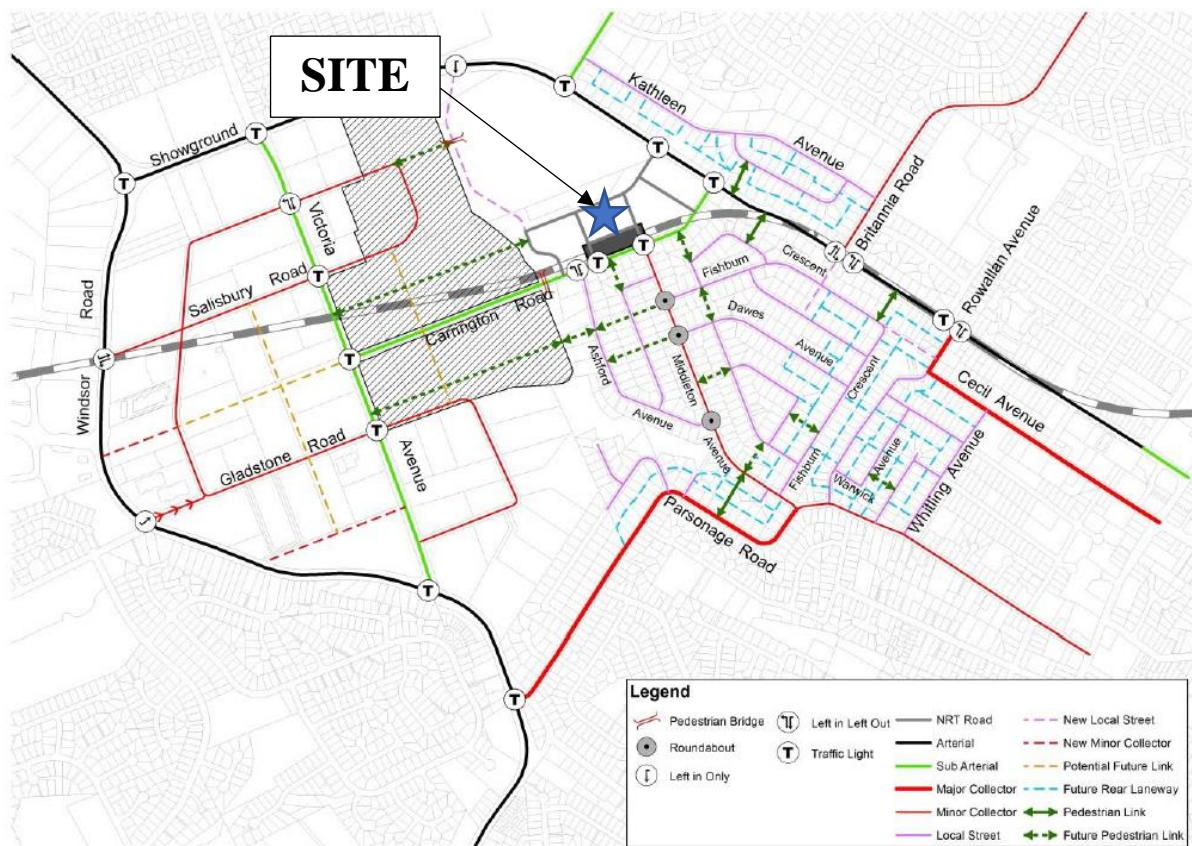 SITE
Showground
Kathleen
Avenue
Britannia Road
Rowallan Avenue
Victoria
Salisbury Road
Carrington Road
Windsor
Road
Fishburn
Crescent
Dawes
Avenue
Crescent
Cecil Avenue
Ashford
Avenue
Middleton
Avenue
Gladstone Road
Avenue
Fishburn
Warwick
Avenue
Whitling Avenue
Parsonage Road
T
T
T
T
T
T
T
T
T
T
T
T
T
T
Legend
Pedestrian Bridge
Roundabout
Left in Only
Left in Left Out
T Traffic Light
NRT Road
Arterial
Sub Arterial
Major Collector
Minor Collector
Local Street
New Local Street
New Minor Collector
Potential Future Link
Future Rear Laneway
Pedestrian Link
Future Pedestrian Link